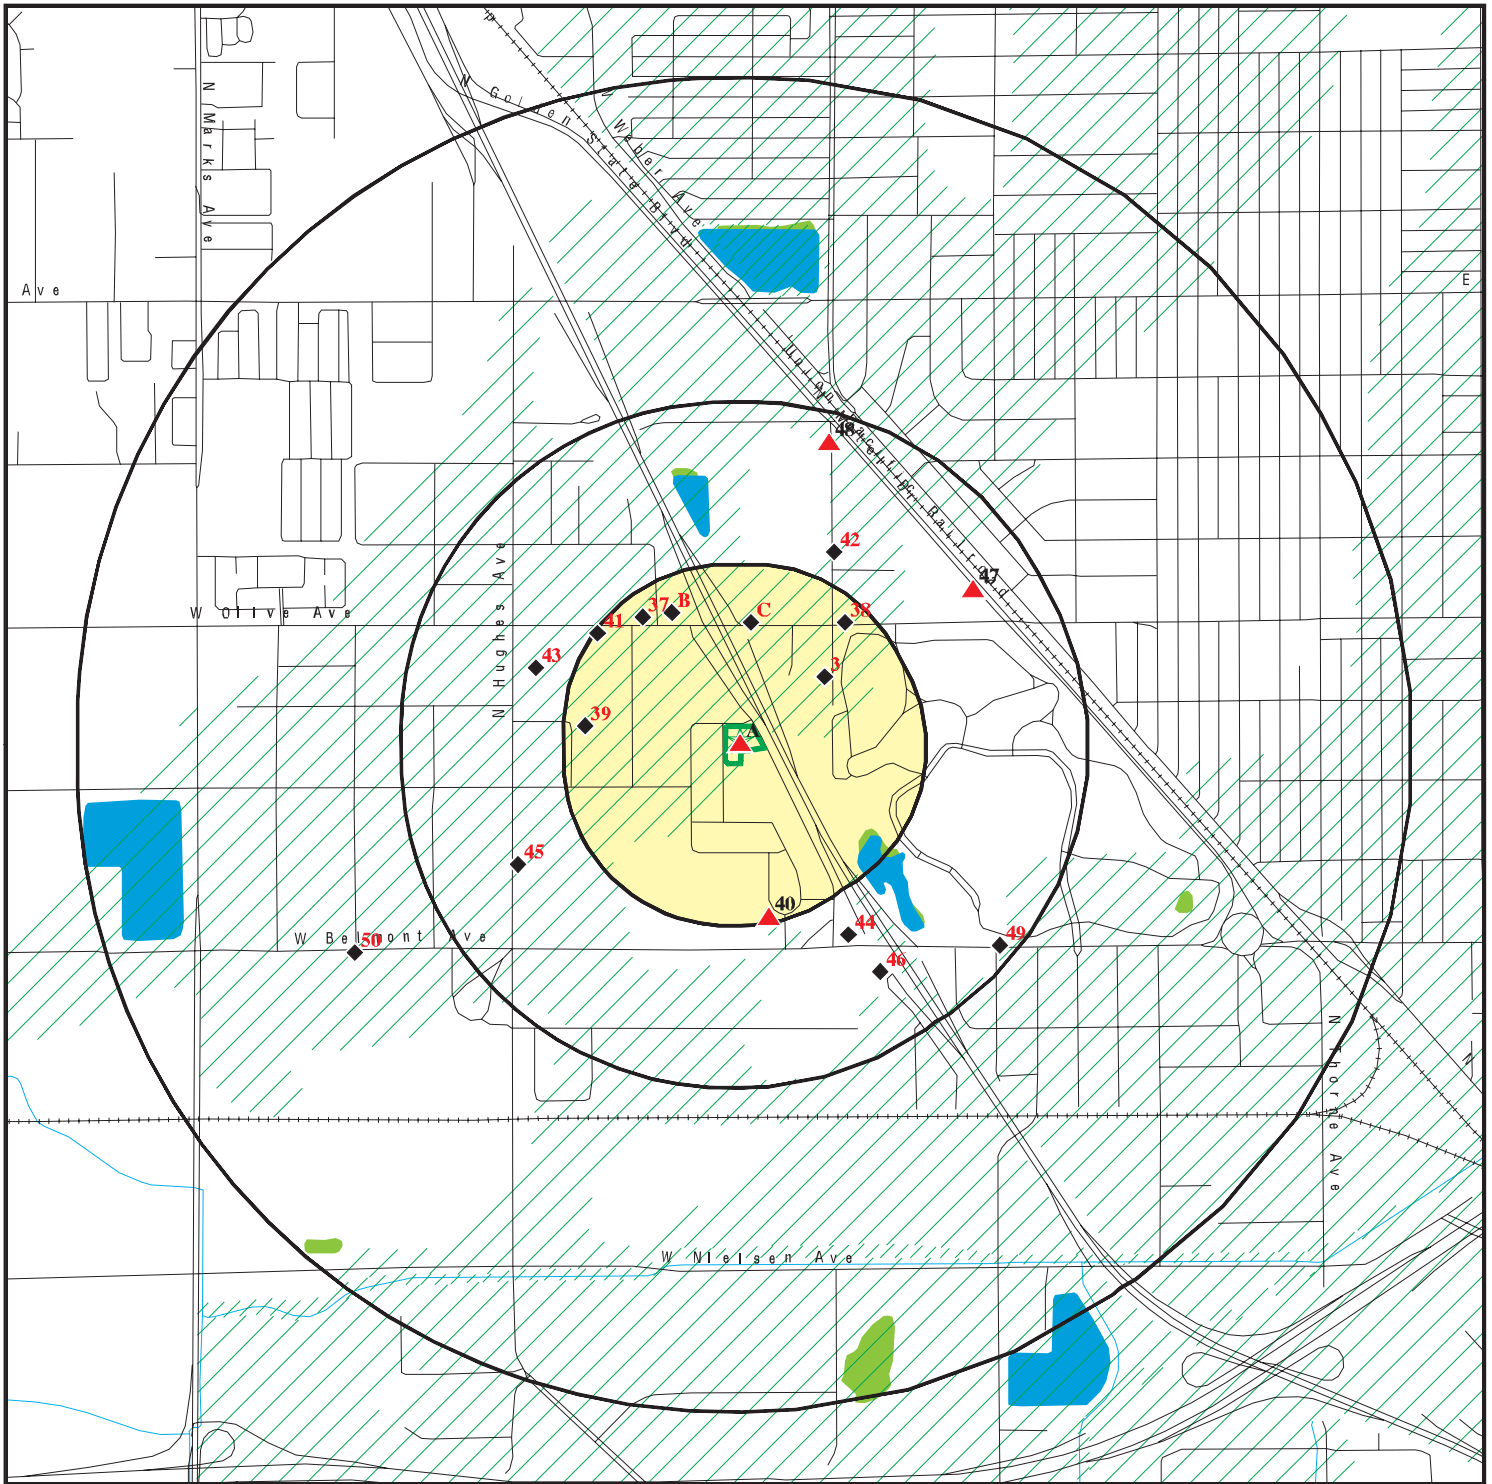 P
N Golden State Blvd
N Weber Ave
N Marks Ave
Ave
E
Union Pacific Railroad
48
42
47
N Hughes Ave
W Olive Ave
41
37
B
C
38
43
3
39
A
45
40
44
49
W Belmont Ave
50
46
N Thorne Ave
N
W Nielsen Ave